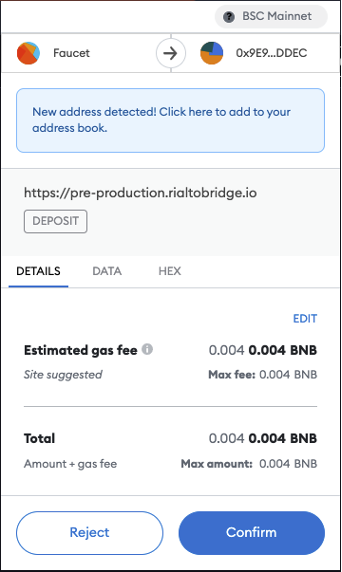 BSC Mainnet
Faucet
0x9E9...DDEC
New address detected! Click here to add to your
address book.
https://pre-production.rialtobridge.io
DEPOSIT
DETAILS DATA HEX
EDIT
Estimated gas fee 0.004 0.004 BNB
Site suggested Max fee: 0.004 BNB
Total 0.004 0.004 BNB
Amount + gas fee Max amount: 0.004 BNB
Reject Confirm